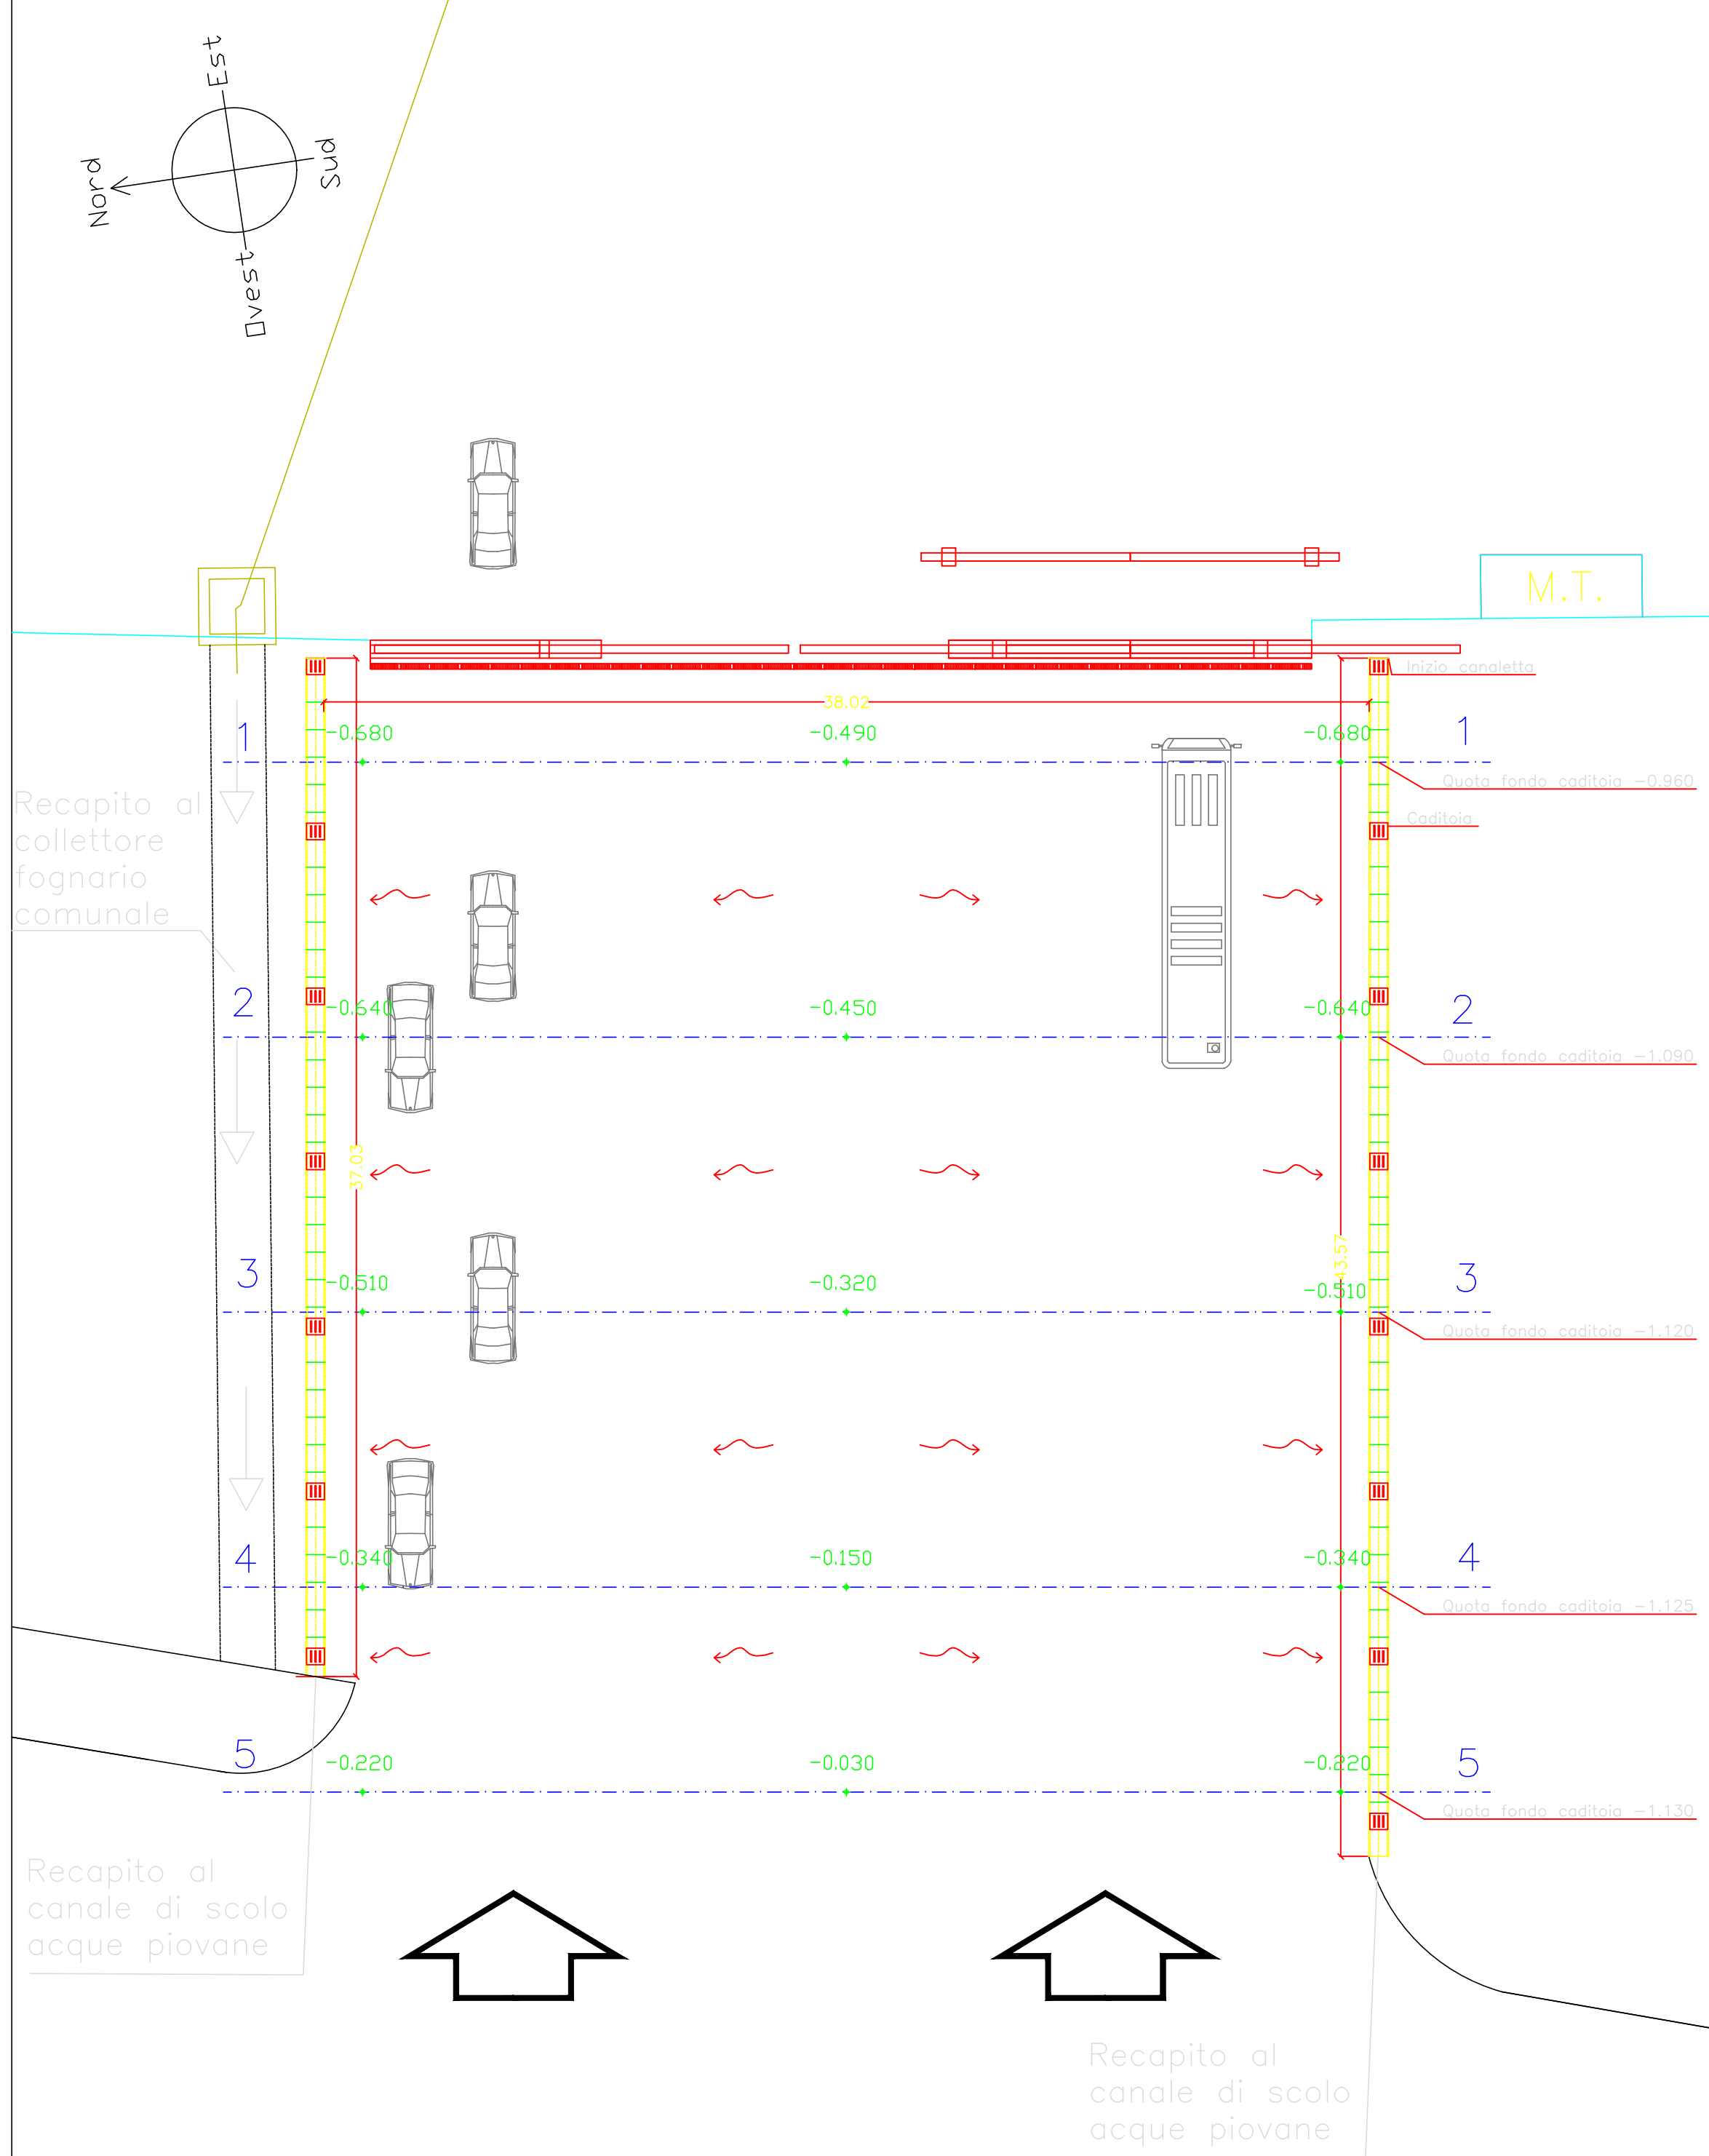 Est
Nord
Sud
Ovest
M.T.
Inizio canaletta
38.02
1
-0.680
-0.490
-0.680
1
Quota fondo caditoia -0.960
Recapito al
collettore
fognario
comunale
Caditoia
2
-0.640
-0.450
-0.640
2
Quota fondo caditoia -1.090
37.03
43.57
3
-0.510
-0.320
-0.510
3
Quota fondo caditoia -1.120
4
-0.340
-0.150
-0.340
4
Quota fondo caditoia -1.125
5
-0.220
-0.030
-0.220
5
Quota fondo caditoia -1.130
Recapito al
canale di scolo
acque piovane
Recapito al
canale di scolo
acque piovane